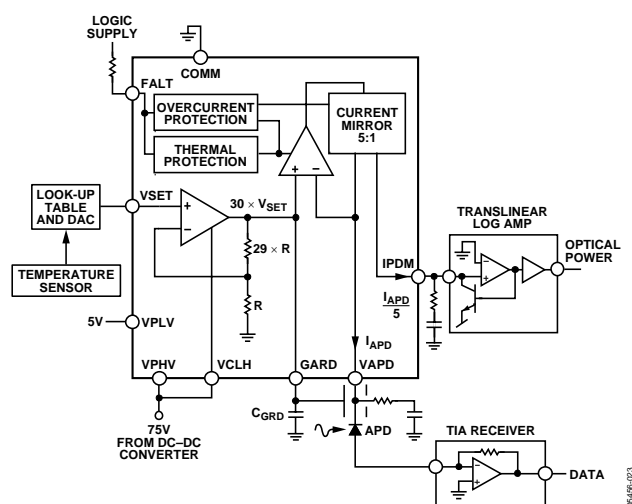 LOGIC
SUPPLY
COMM
FALT
OVERCURRENT
PROTECTION
CURRENT
MIRROR
5:1
THERMAL
PROTECTION
LOOK-UP
TABLE
AND DAC
VSET
30 × VSET
29 × R
R
TEMPERATURE
SENSOR
TRANSLINEAR
LOG AMP
OPTICAL
POWER
IPDM
IAPD
5
5V
VPLV
IAPD
VPHV
VCLH
GARD
VAPD
CGRD
APD
75V
FROM DC–DC
CONVERTER
TIA RECEIVER
DATA